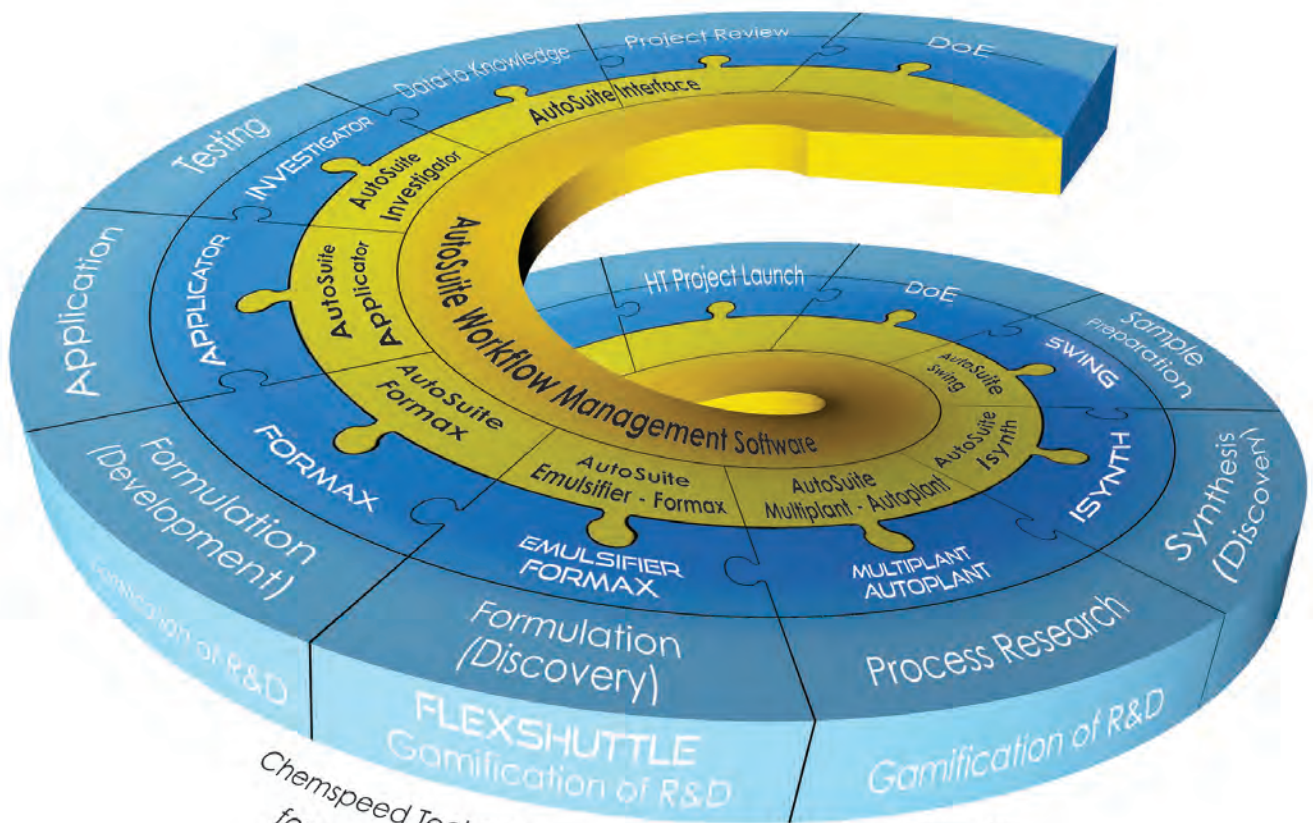 Project Review
DoE
Data to Knowledge
Testing
Application
Formulation
(Development)
Formulation
(Discovery)
Process Research
Synthesis
(Discovery)
Sample
Preparation
DoE
HT Project Launch
INVESTIGATOR
APPLICATOR
FORMAX
EMULSIFIER
FORMAX
MULTIPLANT
AUTOPLANT
ISYNTH
SWING
AutoSuite Interface
AutoSuite
Investigator
AutoSuite
Applicator
AutoSuite
Formax
AutoSuite
Emulsifier - Formax
AutoSuite
Multiplant - Autoplant
AutoSuite
Isynth
AutoSuite
Swing
AutoSuite Workflow Management Software
Gamification of R&D
FLEXSHUTTLE
Gamification of R&D
Gamification of R&D
Chemspeed